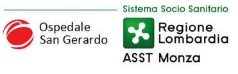 Sistema Socio Sanitario
Ospedale
San Gerardo
Regione
Lombardia
ASST Monza